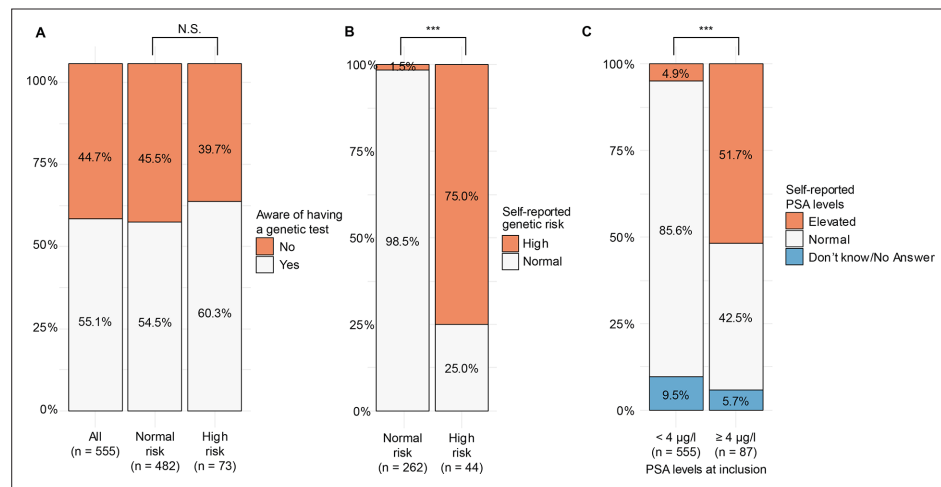 A
N.S.
100%
75%
50%
25%
0%
44.7%
45.5%
39.7%
55.1%
54.5%
60.3%
All
(n = 555)
Normal
risk
(n = 482)
High
risk
(n = 73)
Aware of having
a genetic test
No
Yes
B
***
100%
75%
50%
25%
0%
1.5%
98.5%
75.0%
25.0%
Normal
risk
(n = 262)
High
risk
(n = 44)
Self-reported
genetic risk
High
Normal
C
***
100%
75%
50%
25%
0%
4.9%
85.6%
9.5%
51.7%
42.5%
5.7%
< 4 µg/l
(n = 555)
≥ 4 µg/l
(n = 87)
PSA levels at inclusion
Self-reported
PSA levels
Elevated
Normal
Don't know/No Answer